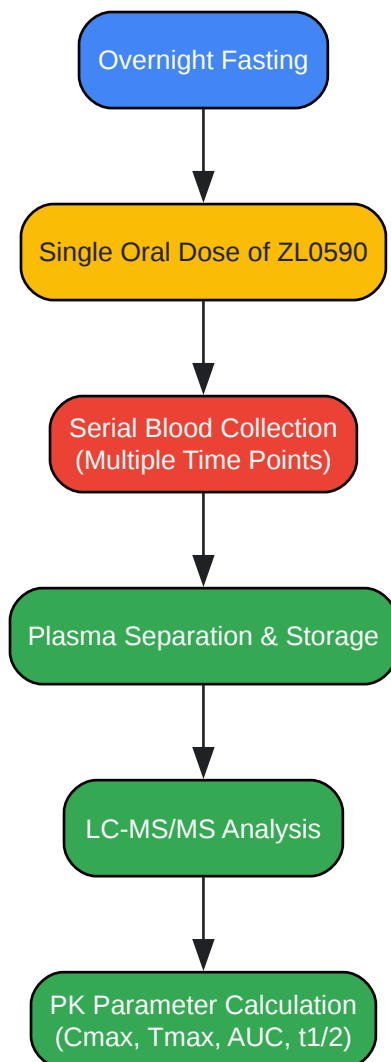 Overnight Fasting
Single Oral Dose of ZL0590
Serial Blood Collection
(Multiple Time Points)
Plasma Separation & Storage
LC-MS/MS Analysis
PK Parameter Calculation
(Cmax, Tmax, AUC, t1/2)